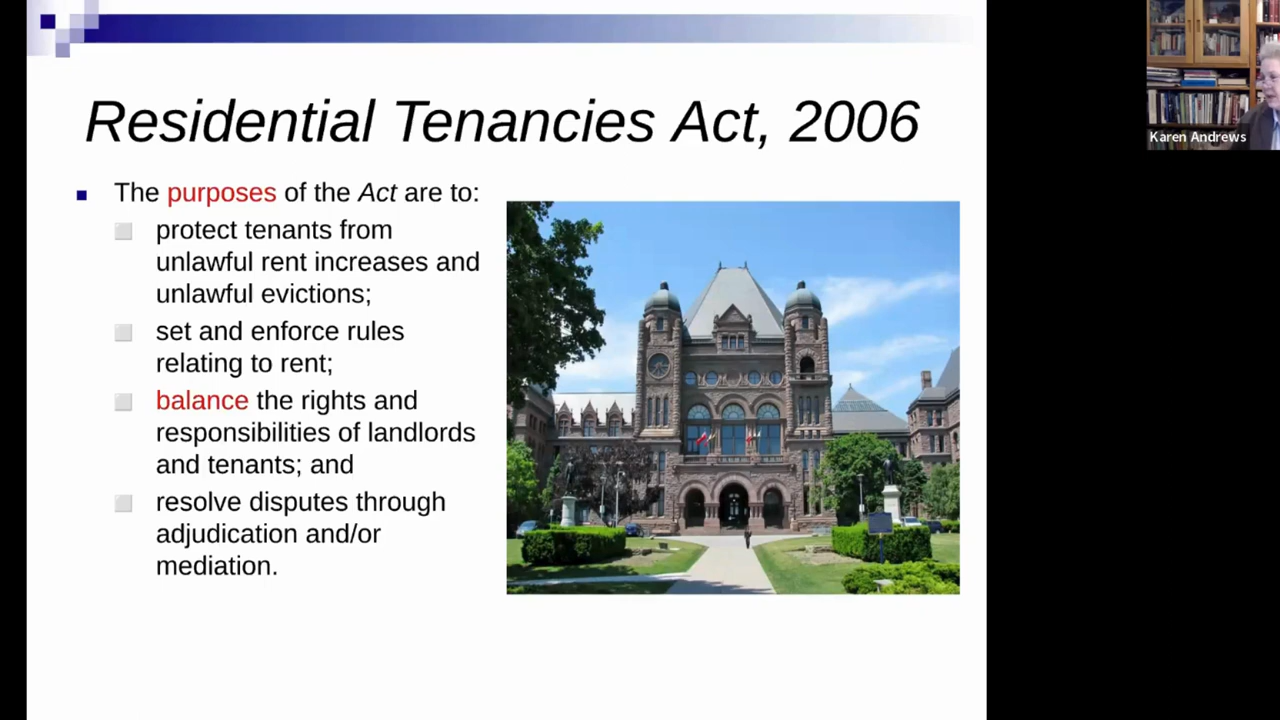 Residential Tenancies Act, 2006
The purposes of the Act are to:
protect tenants from
unlawful rent increases and
unlawful evictions;
set and enforce rules
relating to rent;
balance the rights and
responsibilities of landlords
and tenants; and
resolve disputes through
adjudication and/or
mediation.
Karen Andrews